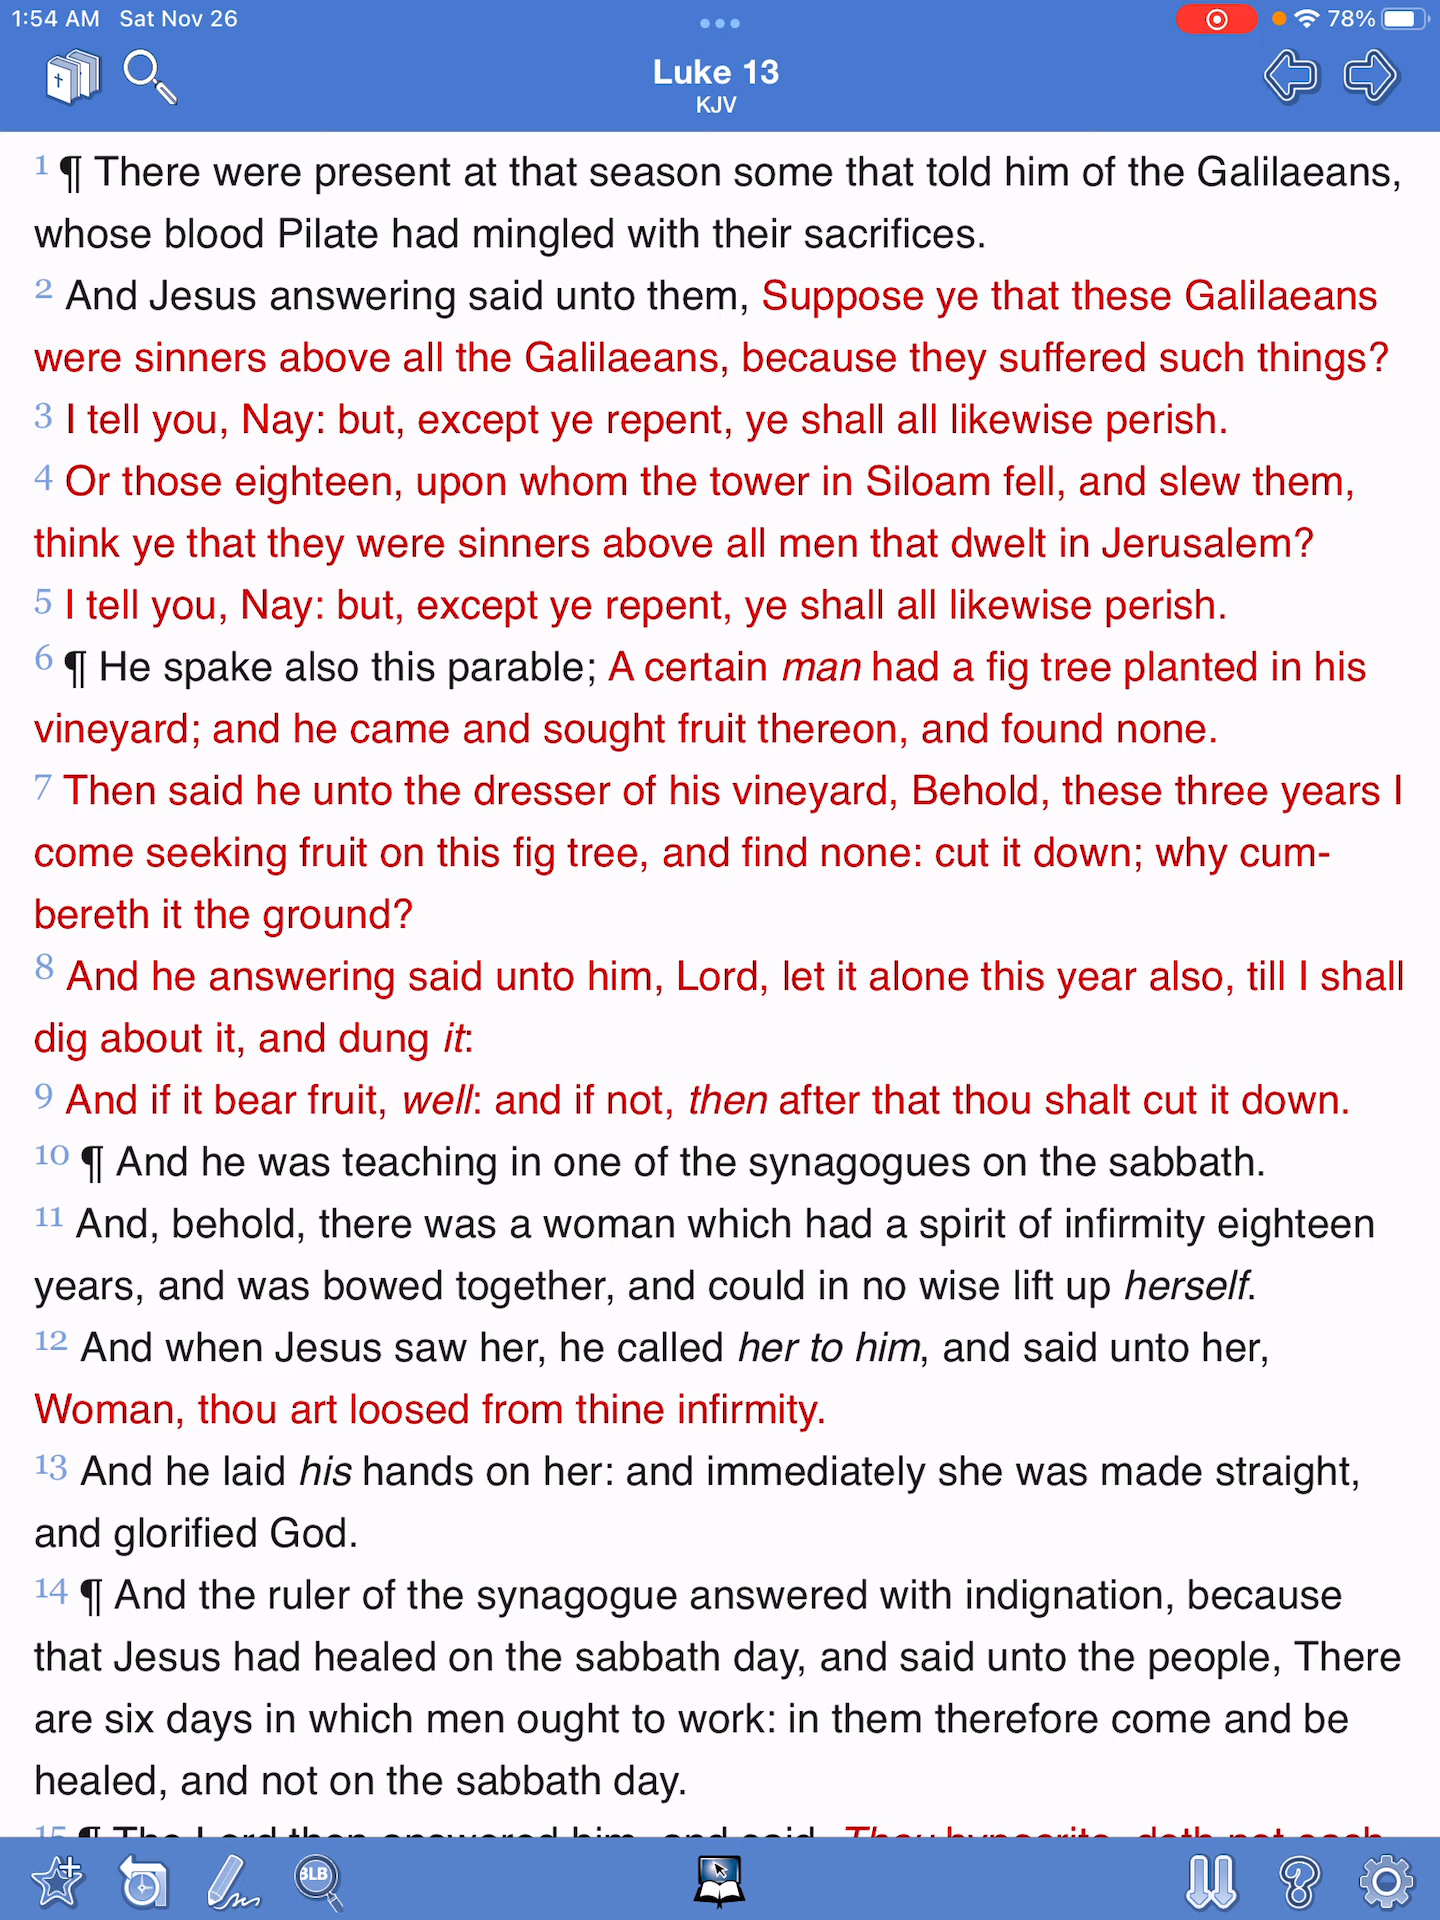 1:54 AM Sat Nov 26
78%
Luke 13
KJV
1 ¶ There were present at that season some that told him of the Galilaeans,
whose blood Pilate had mingled with their sacrifices.
2 And Jesus answering said unto them, Suppose ye that these Galilaeans
were sinners above all the Galilaeans, because they suffered such things?
3 I tell you, Nay: but, except ye repent, ye shall all likewise perish.
4 Or those eighteen, upon whom the tower in Siloam fell, and slew them,
think ye that they were sinners above all men that dwelt in Jerusalem?
5 I tell you, Nay: but, except ye repent, ye shall all likewise perish.
6 ¶ He spake also this parable; A certain man had a fig tree planted in his
vineyard; and he came and sought fruit thereon, and found none.
7 Then said he unto the dresser of his vineyard, Behold, these three years I
come seeking fruit on this fig tree, and find none: cut it down; why cum-
bereth it the ground?
8 And he answering said unto him, Lord, let it alone this year also, till I shall
dig about it, and dung it:
9 And if it bear fruit, well: and if not, then after that thou shalt cut it down.
10 ¶ And he was teaching in one of the synagogues on the sabbath.
11 And, behold, there was a woman which had a spirit of infirmity eighteen
years, and was bowed together, and could in no wise lift up herself.
12 And when Jesus saw her, he called her to him, and said unto her,
Woman, thou art loosed from thine infirmity.
13 And he laid his hands on her: and immediately she was made straight,
and glorified God.
14 ¶ And the ruler of the synagogue answered with indignation, because
that Jesus had healed on the sabbath day, and said unto the people, There
are six days in which men ought to work: in them therefore come and be
healed, and not on the sabbath day.
15 ¶ The Lord then answered him, and said, Thou hypocrite, doth not each
BLB